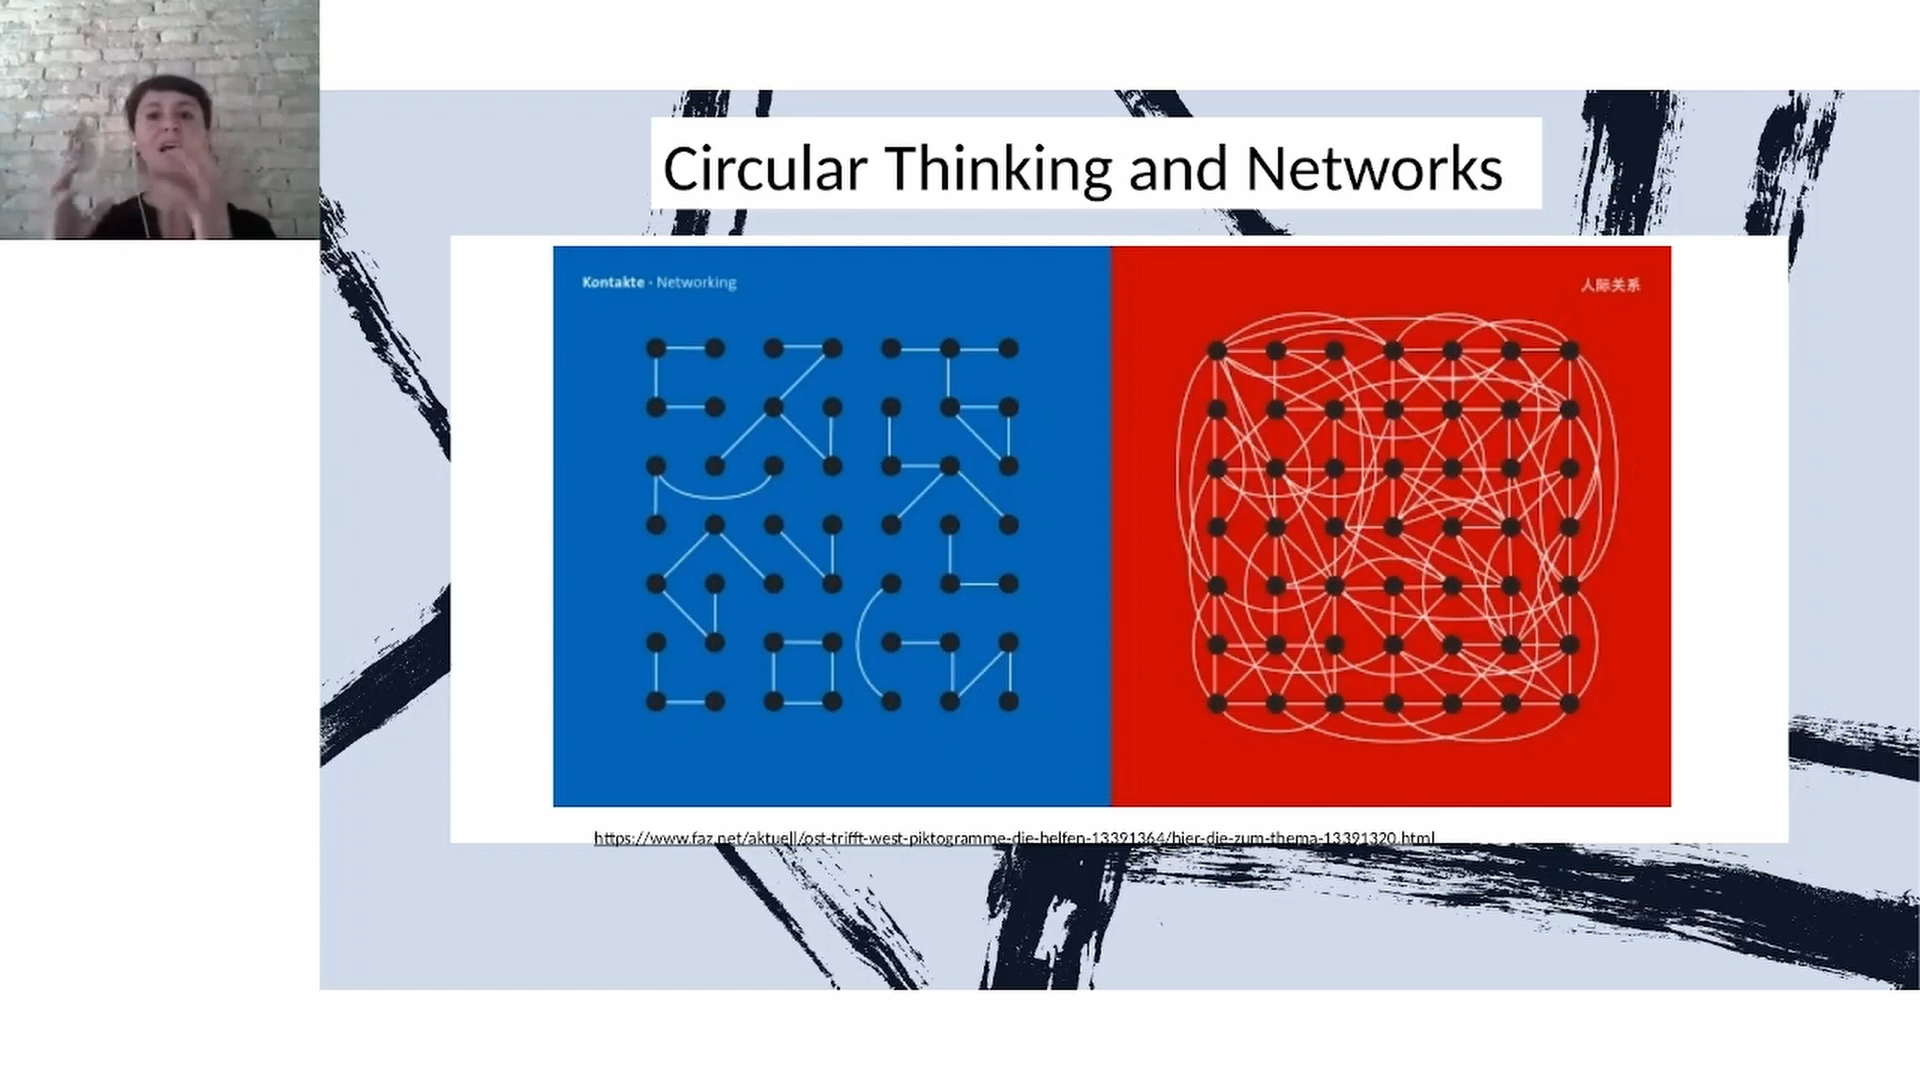 Circular Thinking and Networks
Kontakte · Networking
人际关系
https://www.faz.net/aktuell/ost-trifft-west-piktogramme-die-helfen-13391364/hier-die-zum-thema-13391320.html